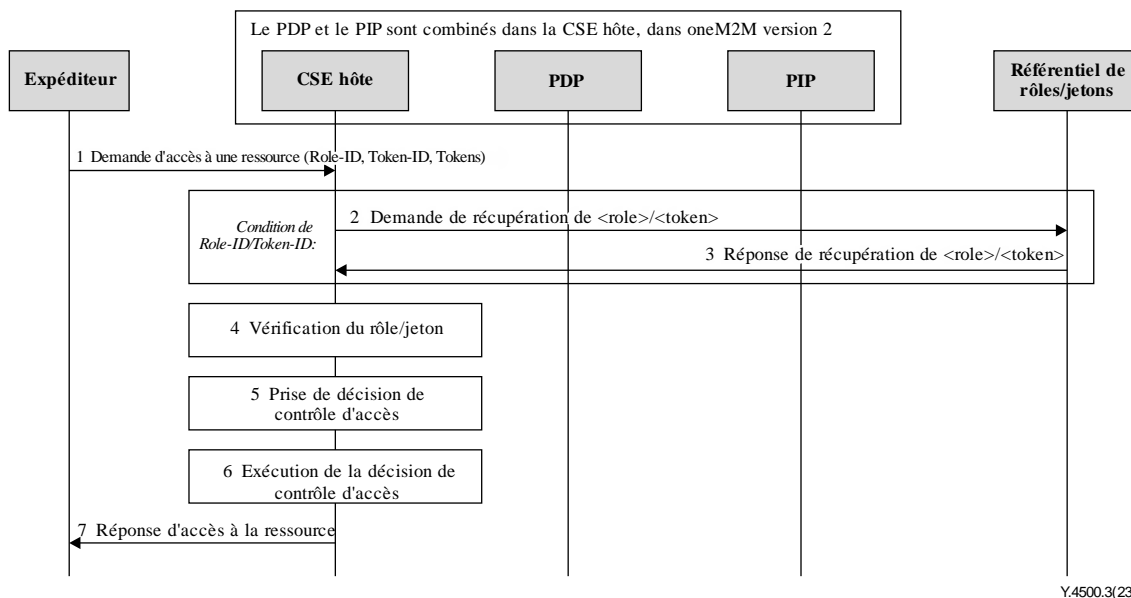 Le PDP et le PIP sont combinés dans la CSE hôte, dans oneM2M version 2
Expéditeur
CSE hôte
PDP
PIP
Référentiel de
rôles/jetons
1 Demande d'accès à une ressource (Role-ID, Token-ID, Tokens)
Condition de
Role-ID/Token-ID:
2 Demande de récupération de <role>/<token>
3 Réponse de récupération de <role>/<token>
4 Vérification du rôle/jeton
5 Prise de décision de
contrôle d'accès
6 Exécution de la décision de
contrôle d'accès
7 Réponse d'accès à la ressource
Y.4500.3(23